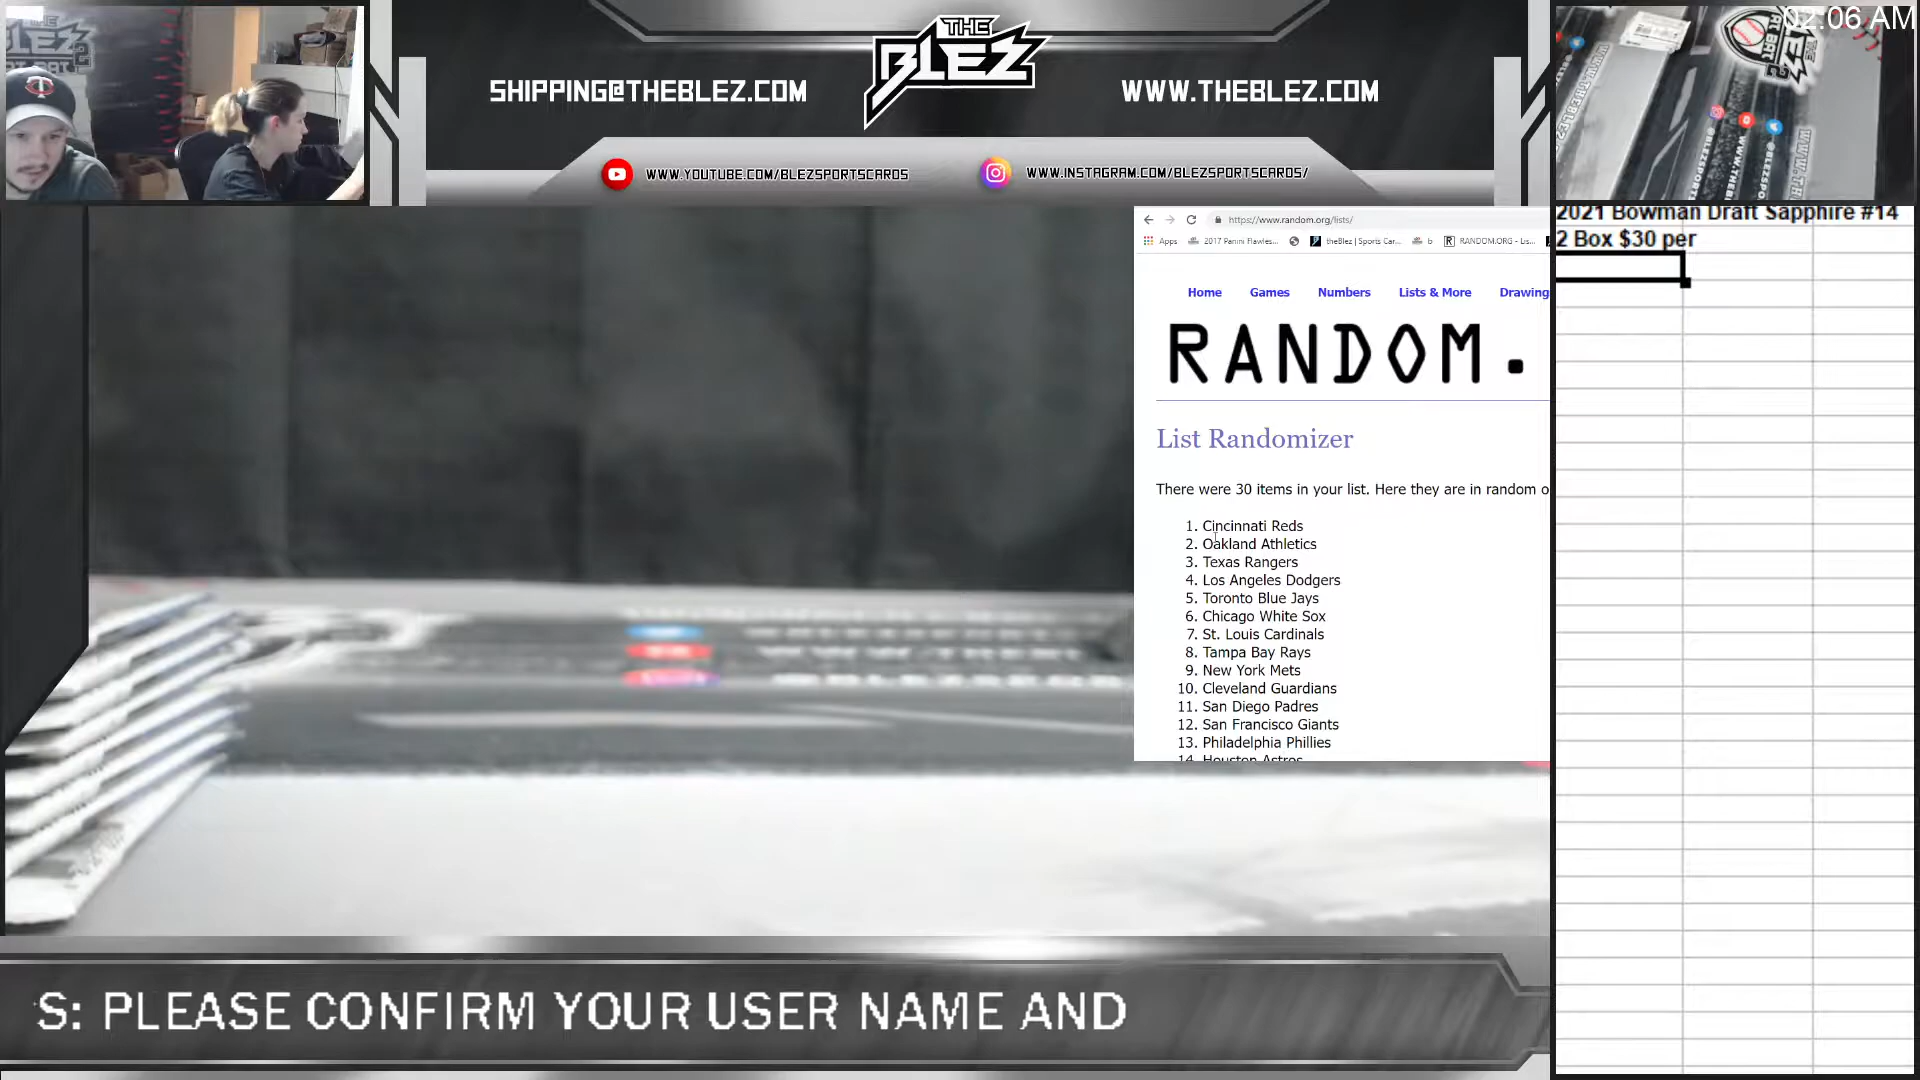 02:06 AM
THE
BLEZ
SHIPPING@THEBLEZ.COM
WWW.THEBLEZ.COM
WWW.YOUTUBE.COM/BLEZSPORTSCARDS
WWW.INSTAGRAM.COM/BLEZSPORTSCARDS/
2021 Bowman Draft Sapphire #14
2 Box $30 per
https://www.random.org/lists/
Apps
2017 Panini Flawles...
theBlez | Sports Car...
b
RANDOM.ORG - Lis...
Home
Games
Numbers
Lists & More
Drawing
RANDOM.
List Randomizer
There were 30 items in your list. Here they are in random o
1. Cincinnati Reds
2. Oakland Athletics
3. Texas Rangers
4. Los Angeles Dodgers
5. Toronto Blue Jays
6. Chicago White Sox
7. St. Louis Cardinals
8. Tampa Bay Rays
9. New York Mets
10. Cleveland Guardians
11. San Diego Padres
12. San Francisco Giants
13. Philadelphia Phillies
14. Houston Astros
S: PLEASE CONFIRM YOUR USER NAME AND